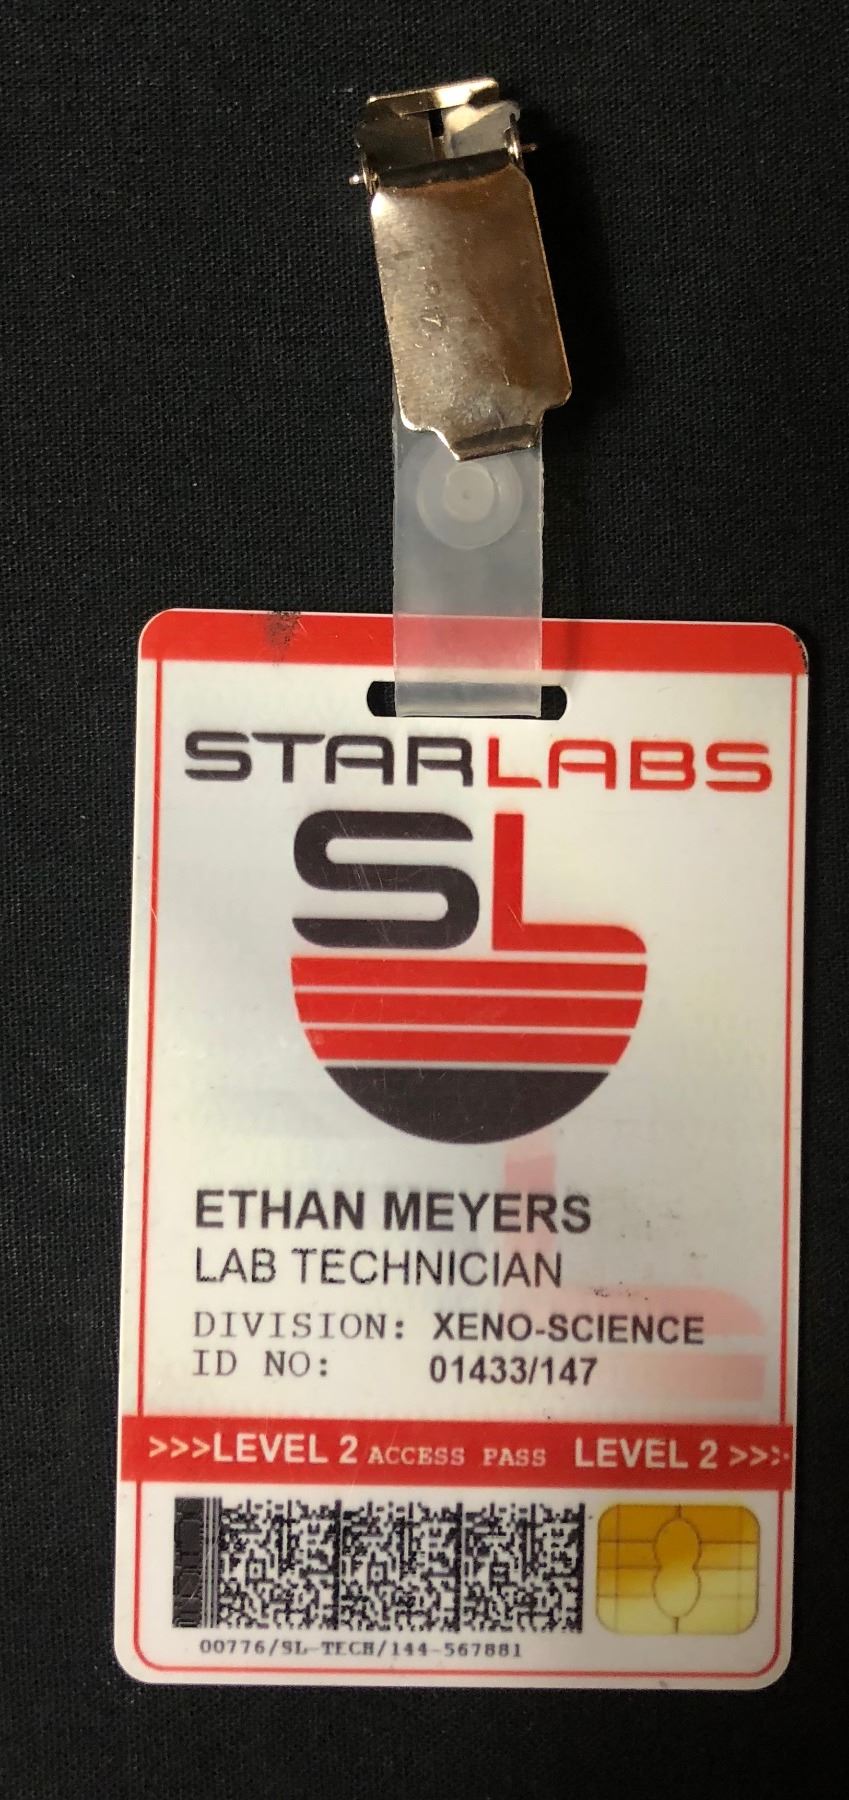 STARLABS
SL
ETHAN MEYERS
LAB TECHNICIAN
DIVISION: XENO-SCIENCE
ID NO: 01433/147
>>>LEVEL 2 ACCESS PASS LEVEL 2 >>>
00776/SL-TECH/144-567881